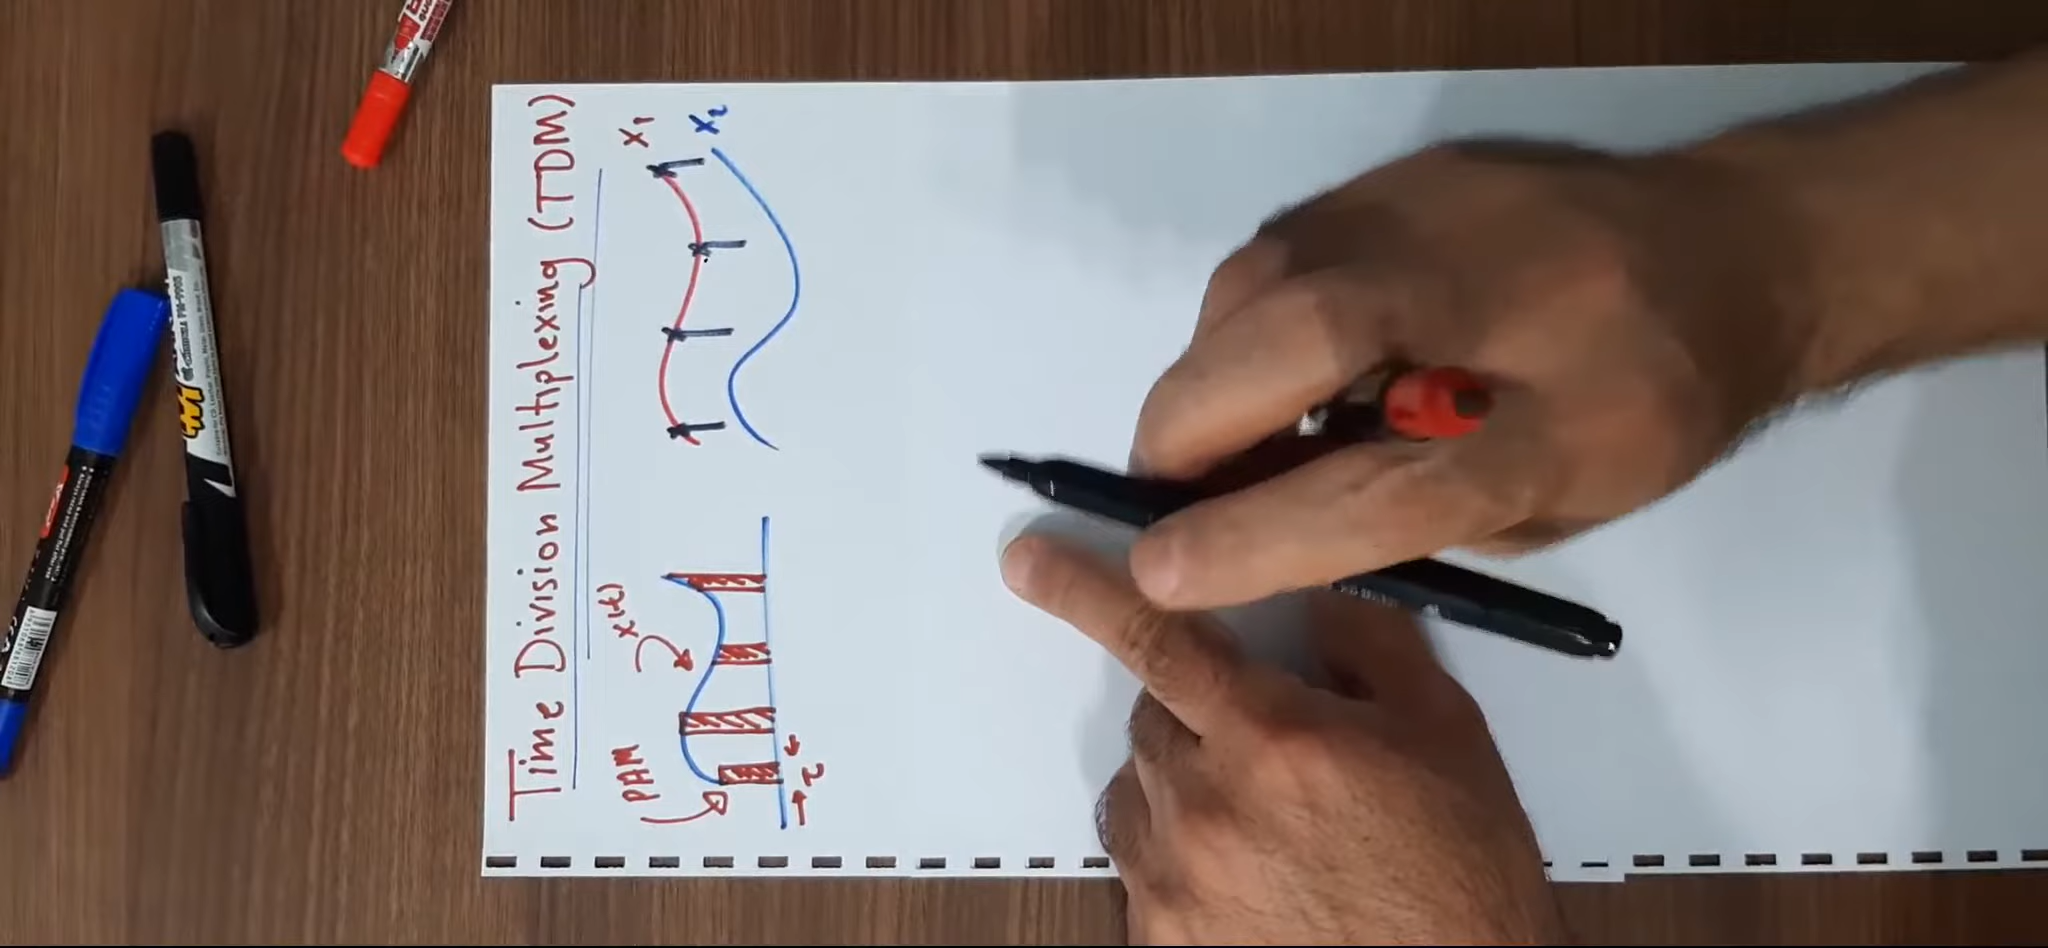 Time Division Multiplexing (TDM)
PAM
x(t)
x₁
x₂
τ